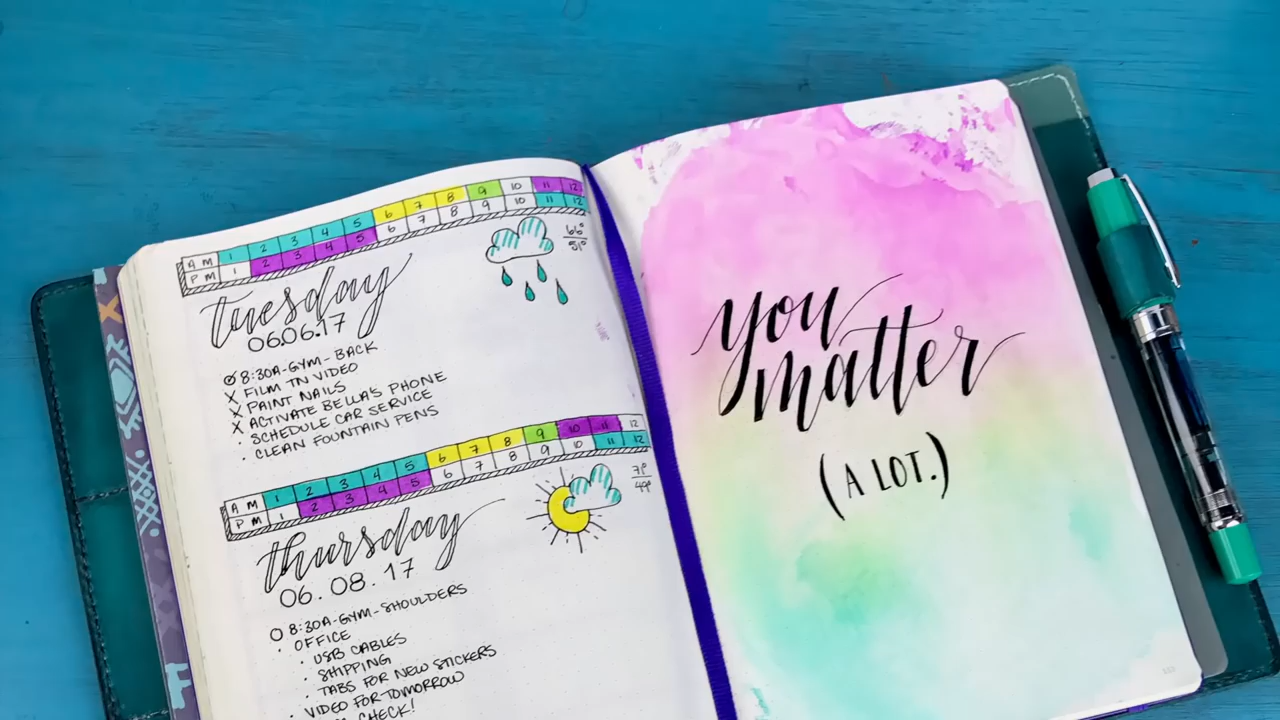 AM 1 2 3 4 5 6 7 8 9 10 11 12
PM 1 2 3 4 5 6 7 8 9 10 11 12
tuesday
06.06.17
66°
51°
8:30A-GYM-BACK
X FILM TN VIDEO
X PAINT NAILS
X ACTIVATE BELLA'S PHONE
· SCHEDULE CAR SERVICE
· CLEAN FOUNTAIN PENS
AM 1 2 3 4 5 6 7 8 9 10 11 12
PM 1 2 3 4 5 6 7 8 9 10 11 12
thursday
06.08.17
71°
49°
8:30A-GYM-SHOULDERS
· OFFICE
· USB CABLES
· SHIPPING
· TABS FOR NEW STICKERS
· VIDEO FOR TOMORROW
CHECK!
you
matter
(A LOT.)